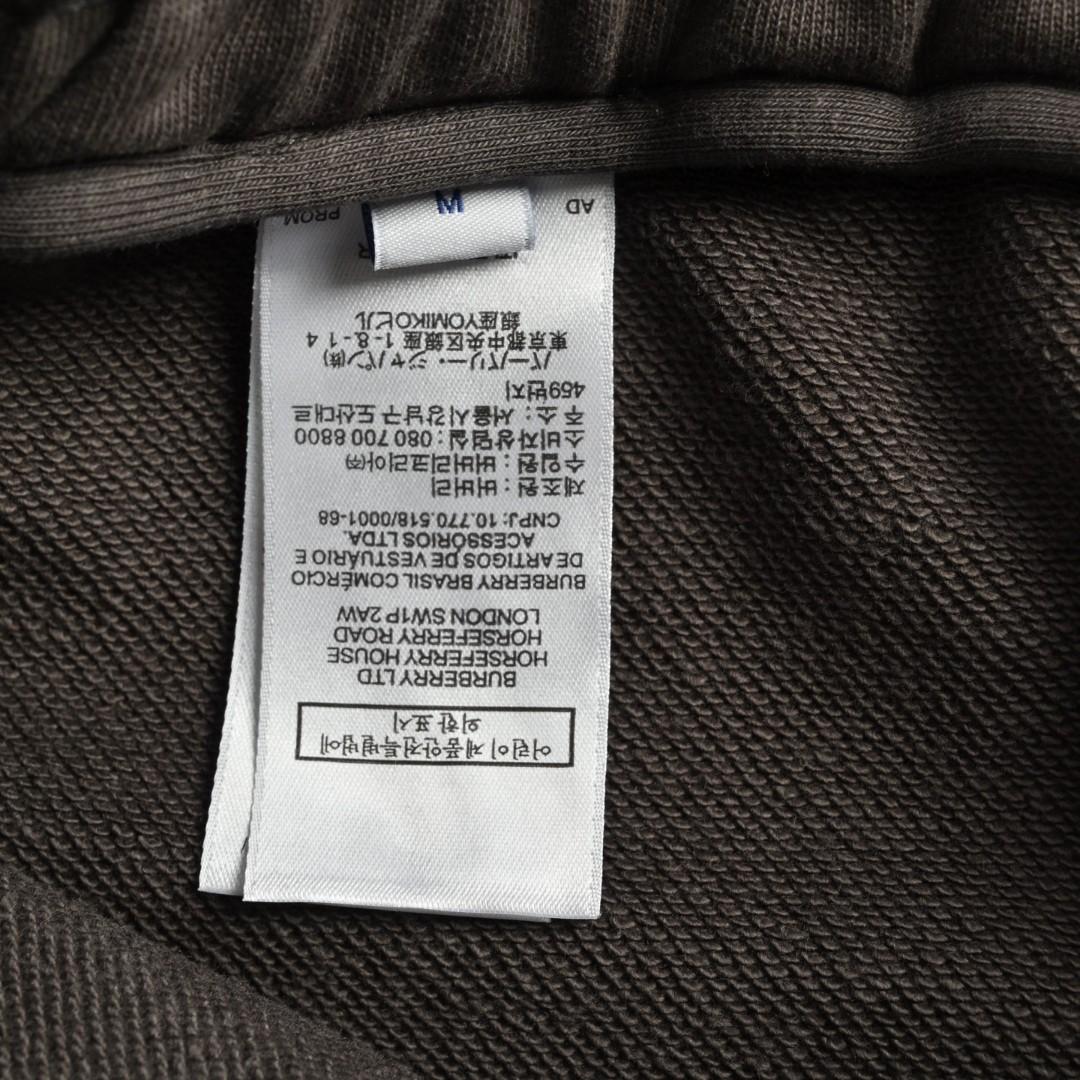 어린이제품안전특별법에
의한 표시
BURBERRY LTD
HORSEFERRY HOUSE
HORSEFERRY ROAD
LONDON SW1P 2AW
BURBERRY BRASIL COMÉRCIO
DE ARTIGOS DE VESTUÁRIO E
ACESSÓRIOS LTDA.
CNPJ: 10.770.518/0001-68
제조원 : 버버리
수입원 : 버버리코리아㈜
소비자상담실 : 080 700 8800
주 소 : 서울시강남구도산대로
459번지
バーバリー・ジャパン㈱
東京都中央区銀座 1-8-14
銀座YOMIKOビル
M